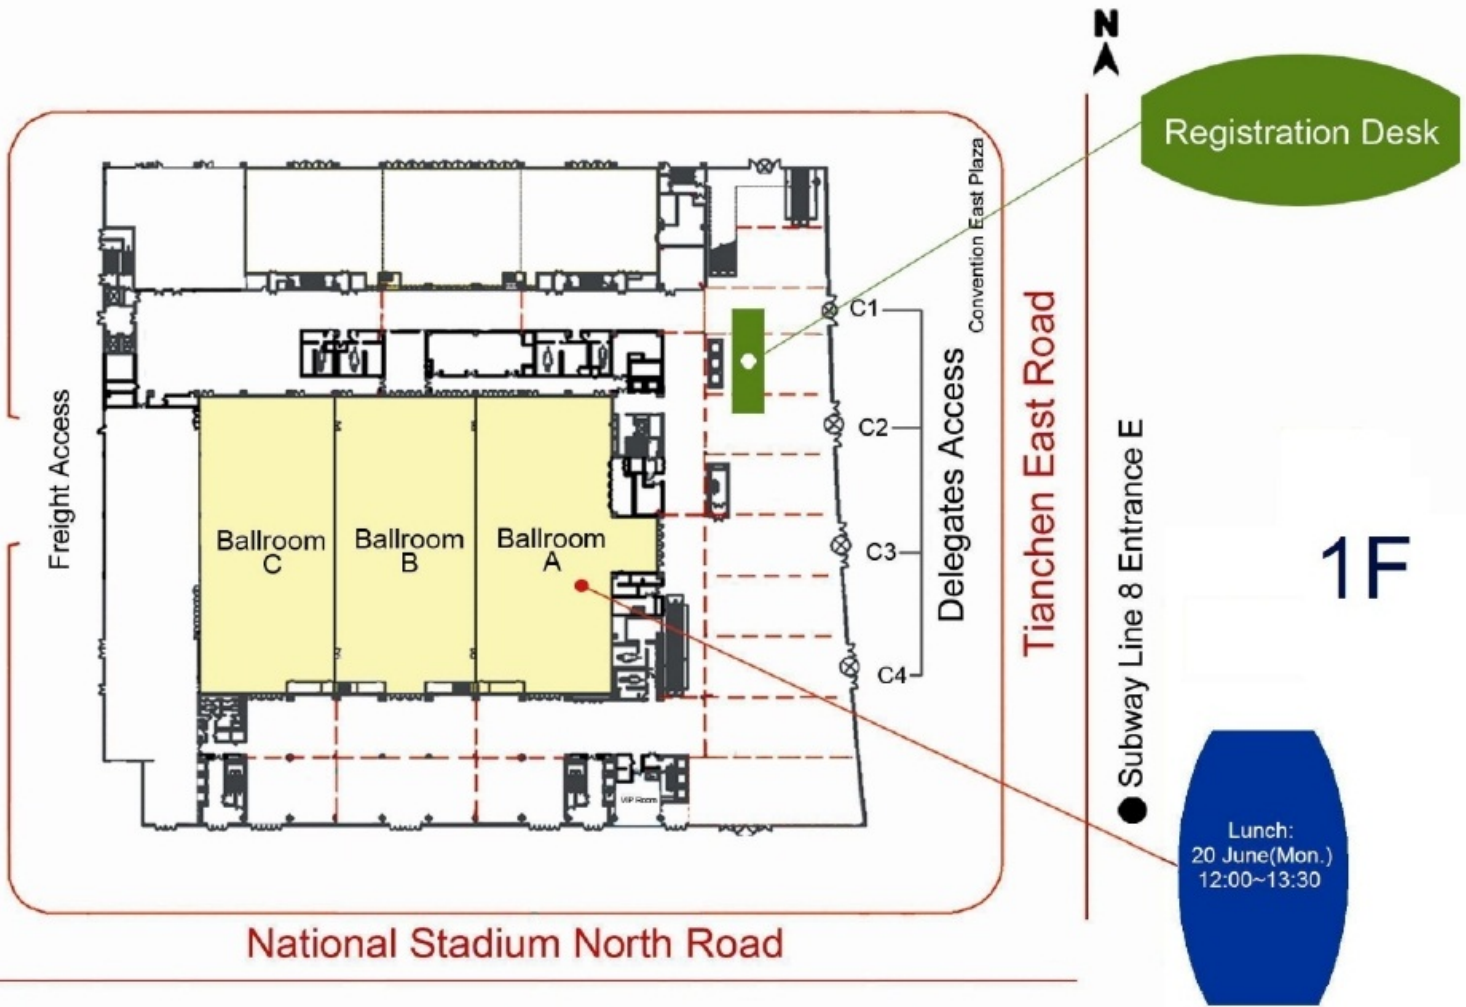 N
Registration Desk
Convention East Plaza
C1
C2
C3
C4
Delegates Access
Tianchen East Road
Subway Line 8 Entrance E
Freight Access
Ballroom
C
Ballroom
B
Ballroom
A
1F
VIP Room
Lunch:
20 June(Mon.)
12:00~13:30
National Stadium North Road